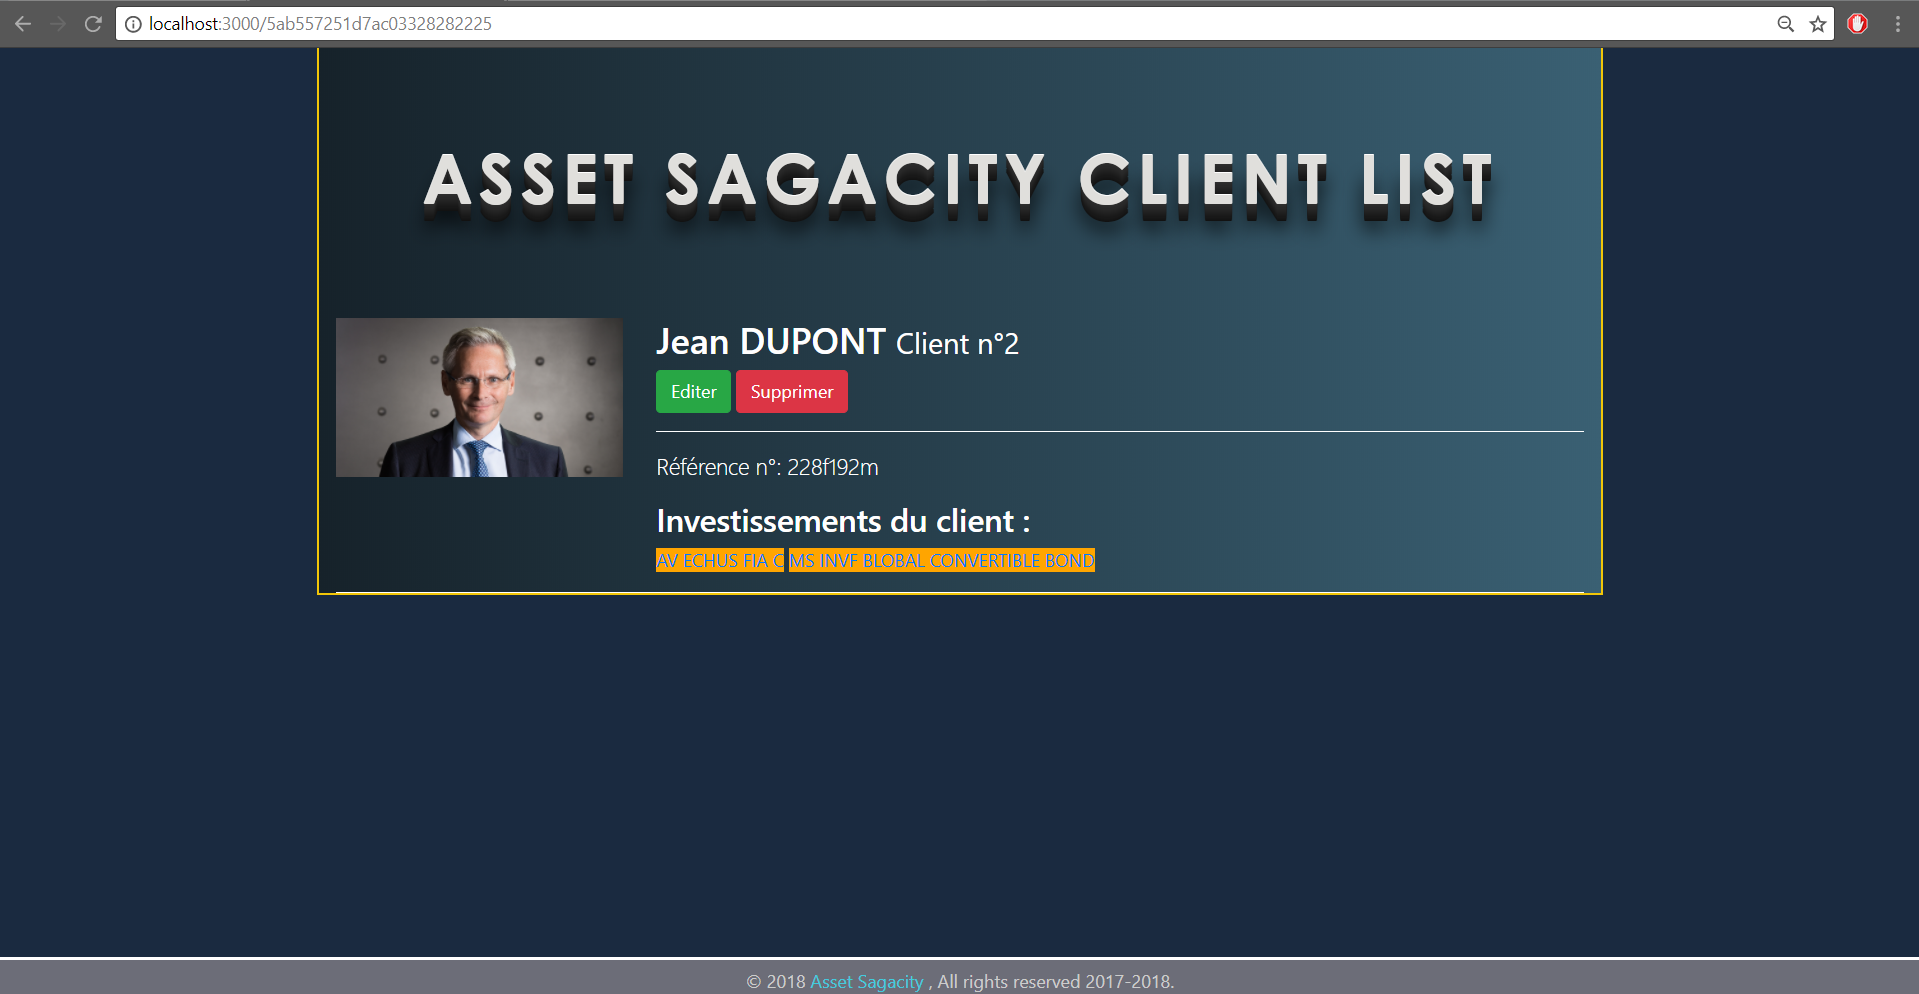 localhost:3000/5ab557251d7ac03328282225
ASSET SAGACITY CLIENT LIST
Jean DUPONT Client n°2
Editer Supprimer
Référence n°: 228f192m
Investissements du client :
AV ECHUS FIA C MS INVF BLOBAL CONVERTIBLE BOND
© 2018 Asset Sagacity , All rights reserved 2017-2018.